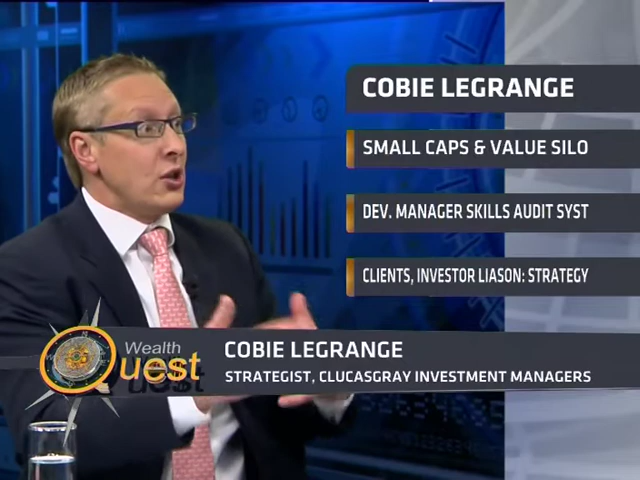 COBIE LEGRANGE
SMALL CAPS & VALUE SILO
DEV. MANAGER SKILLS AUDIT SYST
CLIENTS, INVESTOR LIASON: STRATEGY
Wealth
Quest
COBIE LEGRANGE
STRATEGIST, CLUCASGRAY INVESTMENT MANAGERS